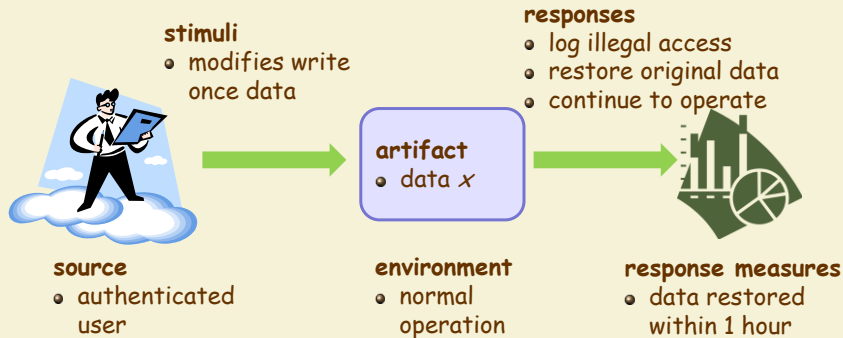 stimuli
modifies write
once data
responses
log illegal access
restore original data
continue to operate
artifact
data x
source
authenticated
user
environment
normal
operation
response measures
data restored
within 1 hour